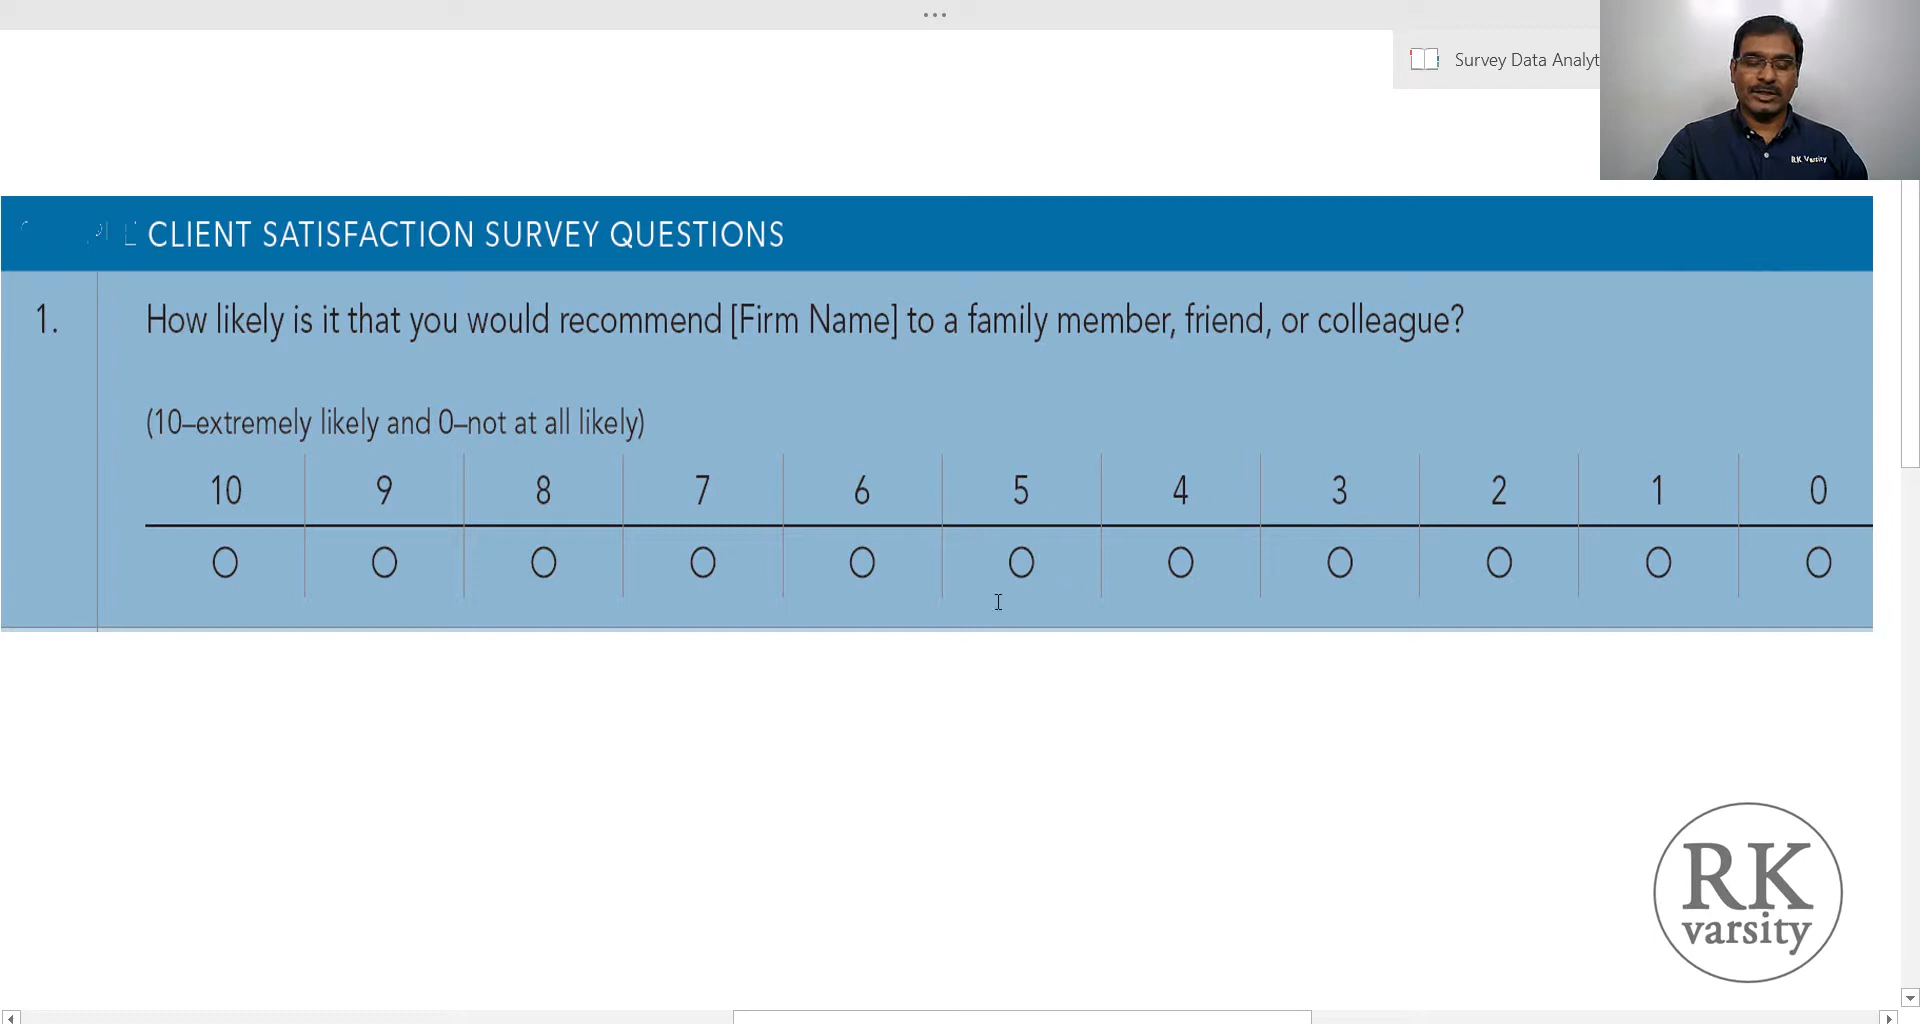 Survey Data Analyt
RK Varsity
CLIENT SATISFACTION SURVEY QUESTIONS
1. How likely is it that you would recommend [Firm Name] to a family member, friend, or colleague?
(10–extremely likely and 0–not at all likely)
10 9 8 7 6 5 4 3 2 1 0
RK
varsity